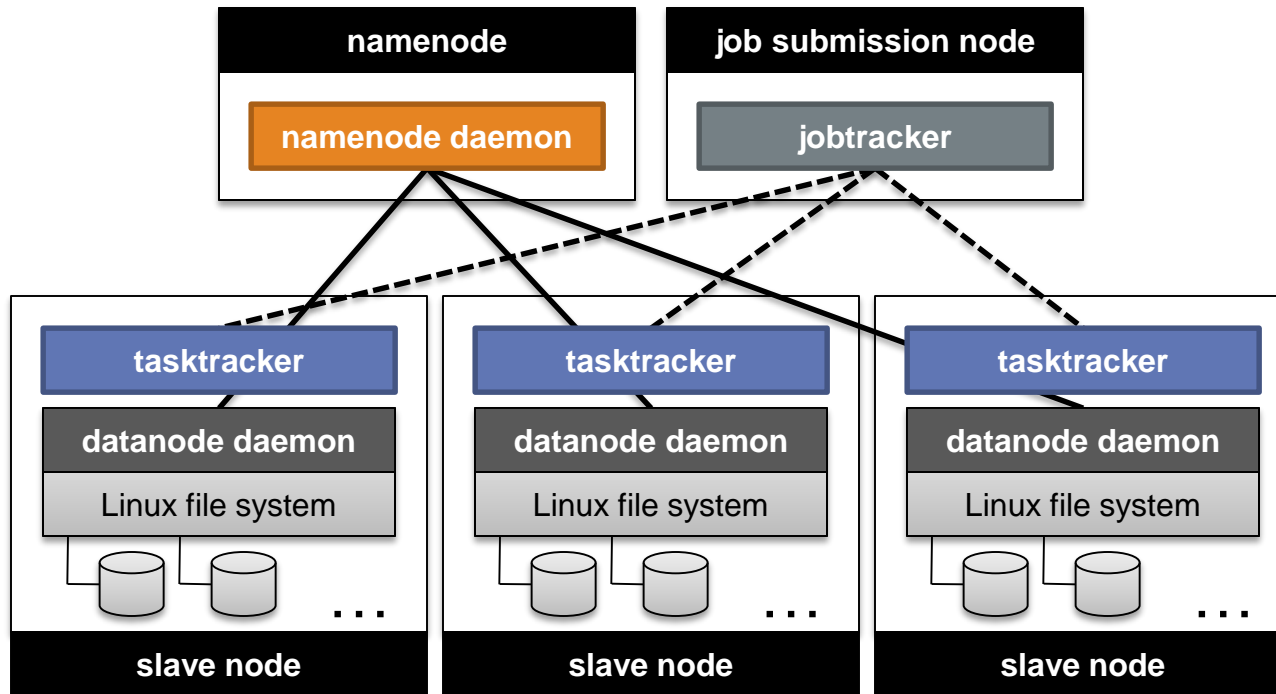 namenode
job submission node
namenode daemon
jobtracker
tasktracker
tasktracker
tasktracker
datanode daemon
datanode daemon
datanode daemon
Linux file system
Linux file system
Linux file system
...
...
...
slave node
slave node
slave node